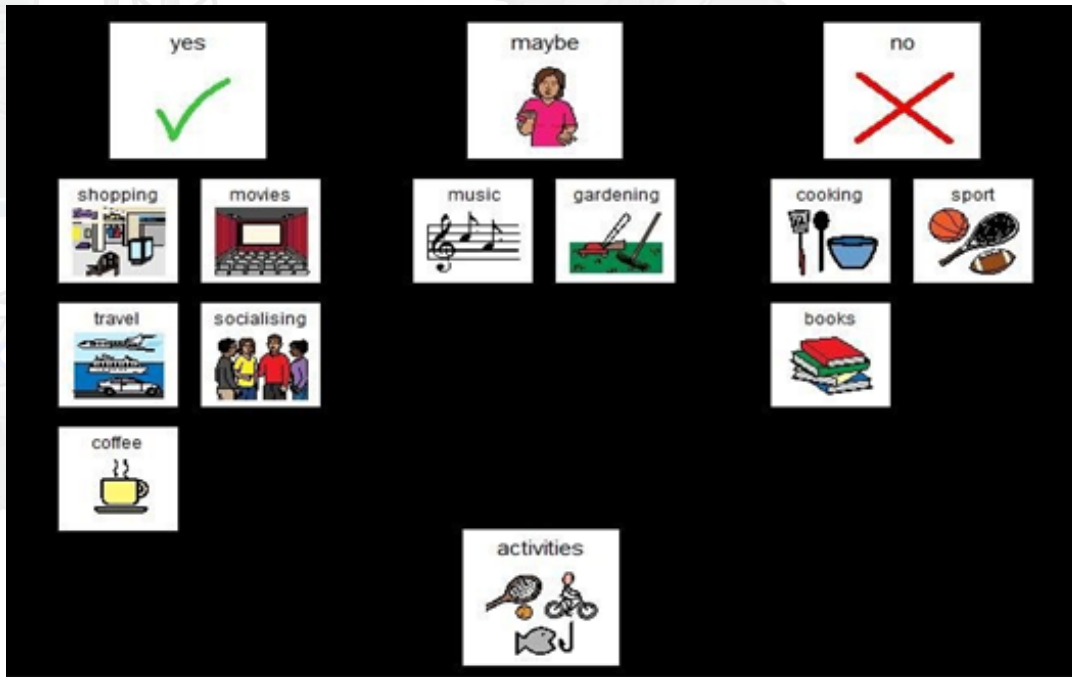 yes
maybe
no
shopping
movies
music
gardening
cooking
sport
travel
socialising
books
coffee
activities